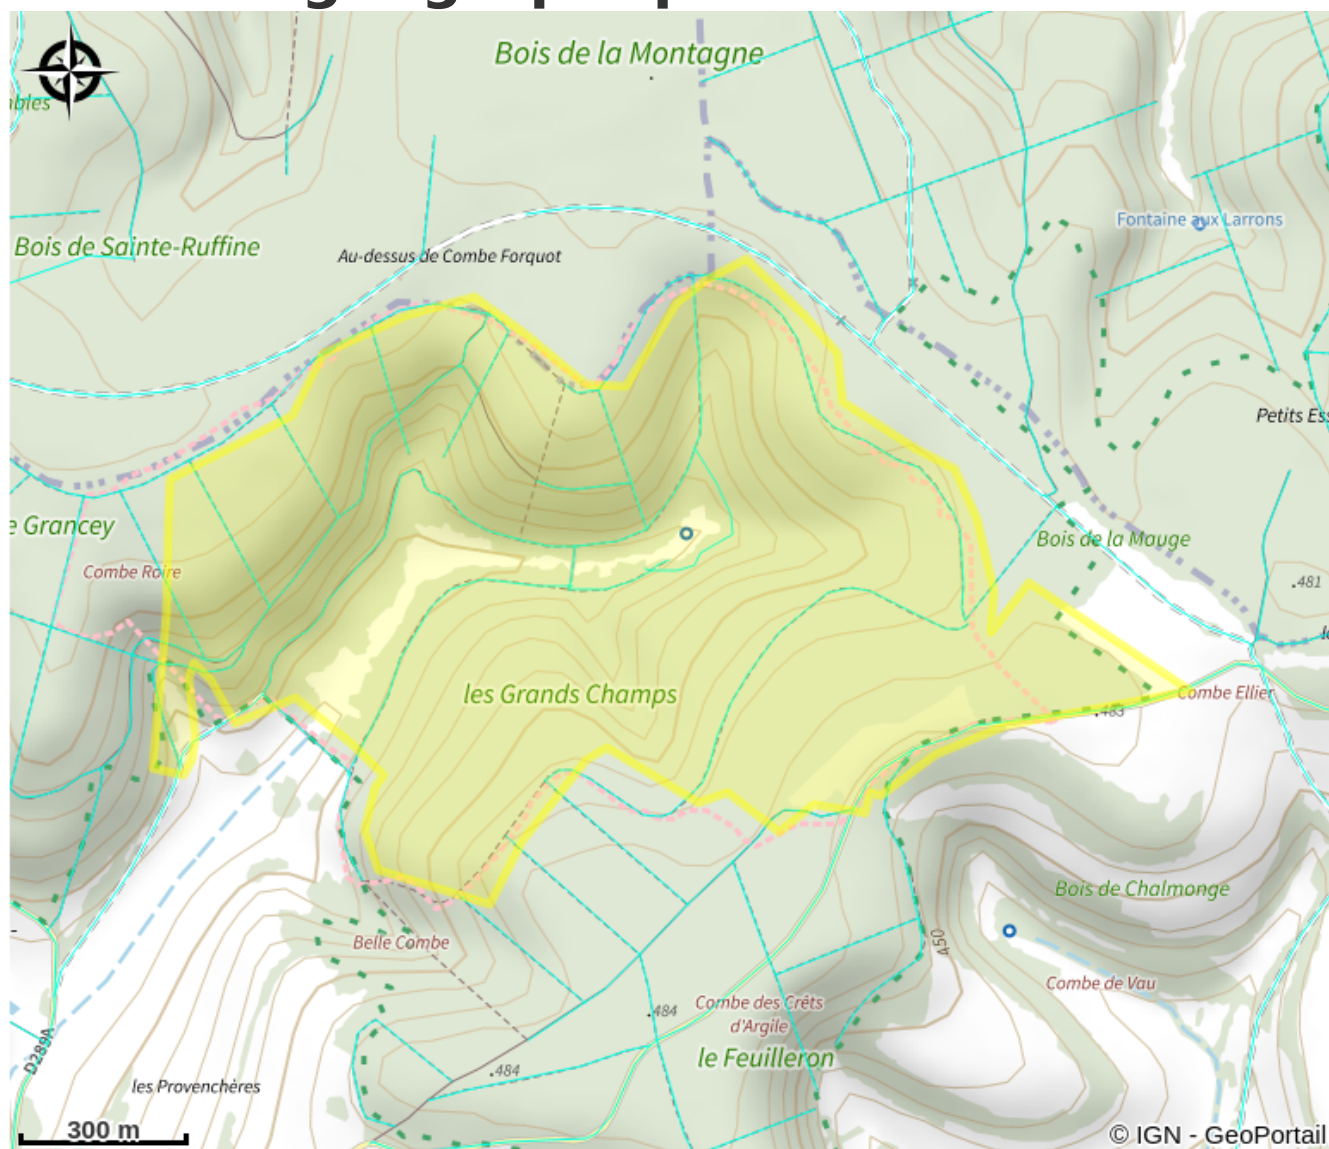 Bois de la Montagne
Fontaine aux Larrons
Bois de Sainte-Ruffine
Au-dessus de Combe Forquot
Grancey
Combe Roire
Bois de la Mauge
.481
les Grands Champs
Combe Ellier
.483
Bois de Chalmonge
450
Belle Combe
Combe de Vau
Combe des Crêts
d'Argile
.484
le Feuilleron
D289A
.484
les Provenchères
300 m
© IGN - GeoPortail